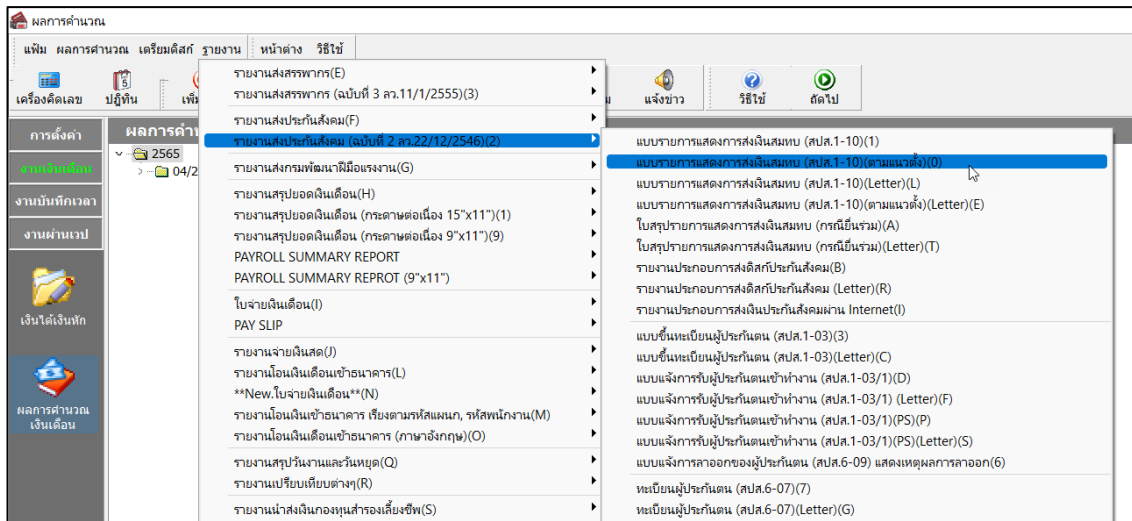 ผลการคำนวณ
แฟ้ม ผลการคำนวณ เตรียมดิสก์ รายงาน หน้าต่าง วิธีใช้
เครื่องคิดเลข ปฏิทิน แจ้งข่าว วิธีใช้ ถัดไป
การตั้งค่า
งานเงินเดือน
งานบันทึกเวลา
งานผ่านเวป
เงินได้เงินหัก
ผลการคำนวณ
เงินเดือน
2565
04/2
รายงานส่งสรรพากร(E)
รายงานส่งสรรพากร (ฉบับที่ 3 ลว.11/1/2555)(3)
รายงานส่งประกันสังคม(F)
รายงานส่งประกันสังคม (ฉบับที่ 2 ลว.22/12/2546)(2)
รายงานส่งกรมพัฒนาฝีมือแรงงาน(G)
รายงานสรุปยอดเงินเดือน(H)
รายงานสรุปยอดเงินเดือน (กระดาษต่อเนื่อง 15"x11")(1)
รายงานสรุปยอดเงินเดือน (กระดาษต่อเนื่อง 9"x11")(9)
PAYROLL SUMMARY REPORT
PAYROLL SUMMARY REPROT (9"x11")
ใบจ่ายเงินเดือน(I)
PAY SLIP
รายงานจ่ายเงินสด(J)
รายงานโอนเงินเดือนเข้าธนาคาร(L)
**New.ใบจ่ายเงินเดือน**(N)
รายงานโอนเงินเข้าธนาคาร เรียงตามรหัสแผนก, รหัสพนักงาน(M)
รายงานโอนเงินเดือนเข้าธนาคาร (ภาษาอังกฤษ)(O)
รายงานสรุปวันงานและวันหยุด(Q)
รายงานเปรียบเทียบต่างๆ(R)
รายงานนำส่งเงินกองทุนสำรองเลี้ยงชีพ(S)
แบบรายการแสดงการส่งเงินสมทบ (สปส.1-10)(1)
แบบรายการแสดงการส่งเงินสมทบ (สปส.1-10)(ตามแนวตั้ง)(0)
แบบรายการแสดงการส่งเงินสมทบ (สปส.1-10)(Letter)(L)
แบบรายการแสดงการส่งเงินสมทบ (สปส.1-10)(ตามแนวตั้ง)(Letter)(E)
ใบสรุปรายการแสดงการส่งเงินสมทบ (กรณียื่นร่วม)(A)
ใบสรุปรายการแสดงการส่งเงินสมทบ (กรณียื่นร่วม)(Letter)(T)
รายงานประกอบการส่งดิสก์ประกันสังคม(B)
รายงานประกอบการส่งดิสก์ประกันสังคม (Letter)(R)
รายงานประกอบการส่งเงินประกันสังคมผ่าน Internet(I)
แบบขึ้นทะเบียนผู้ประกันตน (สปส.1-03)(3)
แบบขึ้นทะเบียนผู้ประกันตน (สปส.1-03)(Letter)(C)
แบบแจ้งการรับผู้ประกันตนเข้าทำงาน (สปส.1-03/1)(D)
แบบแจ้งการรับผู้ประกันตนเข้าทำงาน (สปส.1-03/1) (Letter)(F)
แบบแจ้งการรับผู้ประกันตนเข้าทำงาน (สปส.1-03/1)(PS)(P)
แบบแจ้งการรับผู้ประกันตนเข้าทำงาน (สปส.1-03/1)(PS)(Letter)(S)
แบบแจ้งการลาออกของผู้ประกันตน (สปส.6-09) แสดงเหตุผลการลาออก(6)
ทะเบียนผู้ประกันตน (สปส.6-07)(7)
ทะเบียนผู้ประกันตน (สปส.6-07)(Letter)(G)